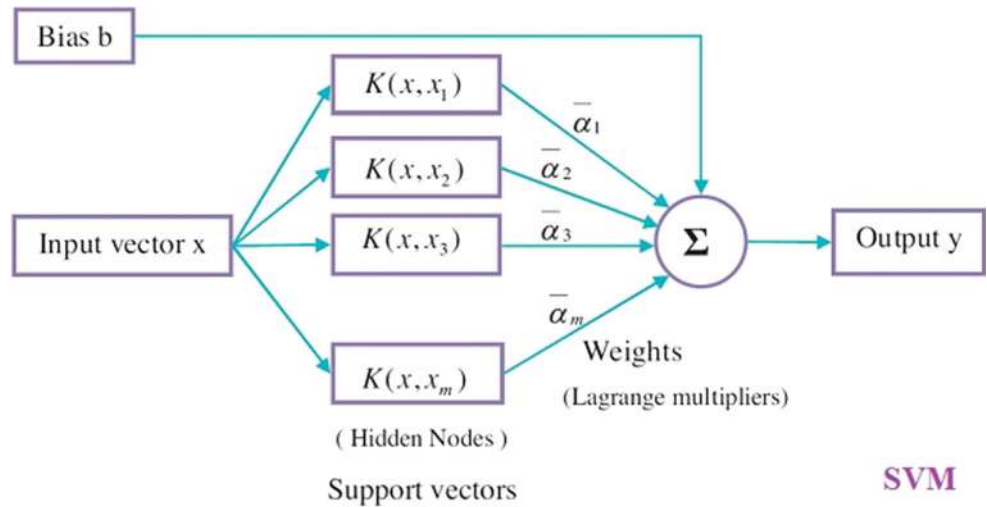 Bias b
K(x, x₁)
ᾱ₁
K(x, x₂)
ᾱ₂
Input vector x
K(x, x₃)
ᾱ₃
Σ
Output y
ᾱₘ
K(x, xₘ)
Weights
(Lagrange multipliers)
( Hidden Nodes )
Support vectors
SVM